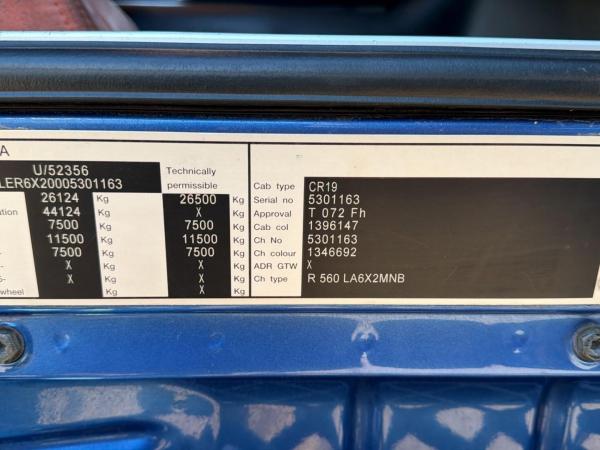 A
U/52356
LER6X20005301163
Technically
permissible
26124 Kg 26500 Kg
ation 44124 Kg X Kg
7500 Kg 7500 Kg
11500 Kg 11500 Kg
- 7500 Kg 7500 Kg
- X Kg X Kg
- X Kg X Kg
wheel Kg X Kg
Cab type CR19
Serial no 5301163
Approval T 072 Fh
Cab col 1396147
Ch No 5301163
Ch colour 1346692
ADR GTW X
Ch type R 560 LA6X2MNB